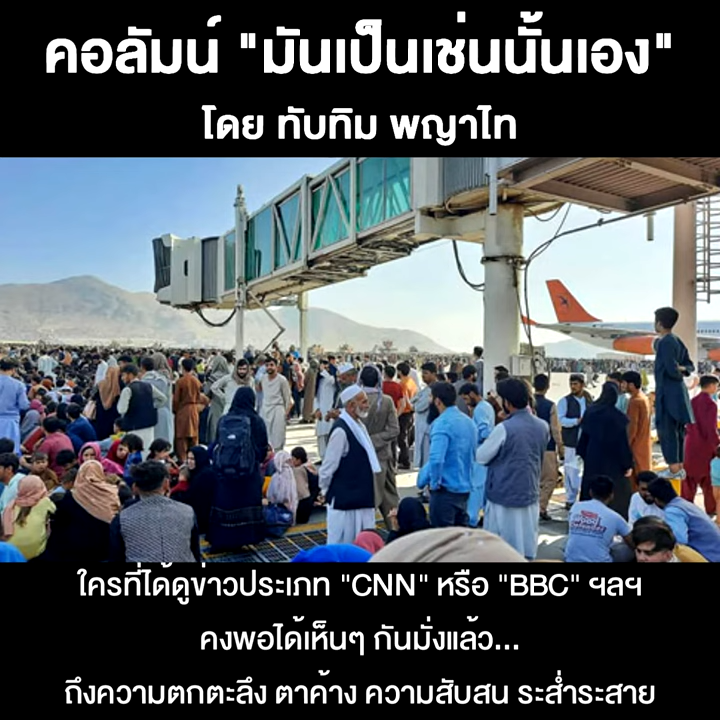 คอลัมน์ "มันเป็นเช่นนั้นเอง"
โดย ทับทิม พญาไท
ใครที่ได้ดูข่าวประเภท "CNN" หรือ "BBC" ฯลฯ
คงพอได้เห็นๆ กันมั่งแล้ว...
ถึงความตกตะลึง ตาค้าง ความสับสน ระส่ำระสาย